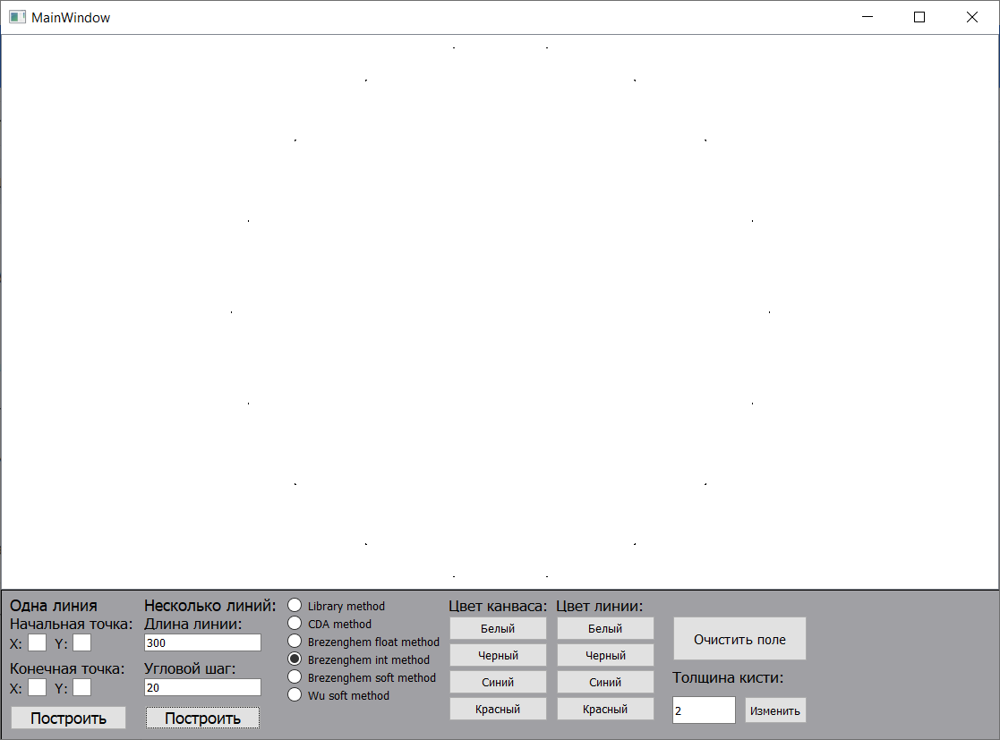 MainWindow
Одна линия
Начальная точка:
X: Y:
Конечная точка:
X: Y:
Построить
Несколько линий:
Длина линии:
300
Угловой шаг:
20
Построить
Library method
CDA method
Brezenghem float method
Brezenghem int method
Brezenghem soft method
Wu soft method
Цвет канваса:
Белый
Черный
Синий
Красный
Цвет линии:
Белый
Черный
Синий
Красный
Очистить поле
Толщина кисти:
2 Изменить